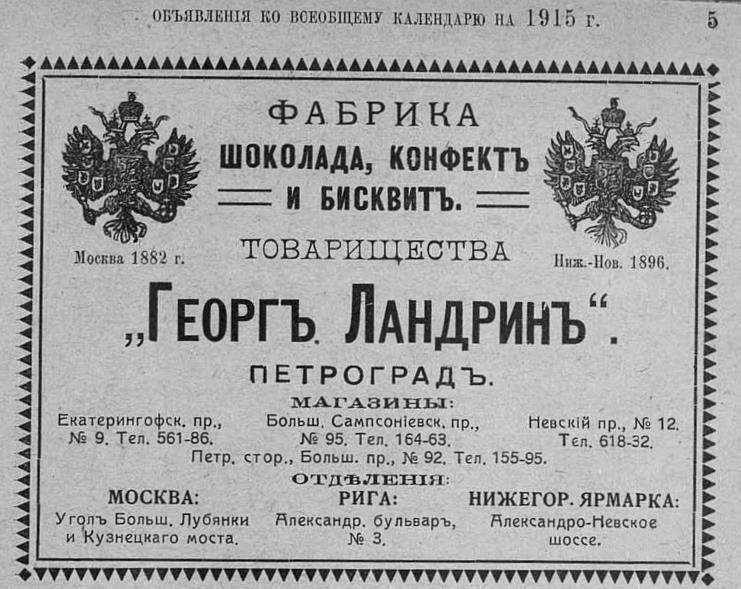 ОБЪЯВЛЕНІЯ КО ВСЕОБЩЕМУ КАЛЕНДАРЮ НА 1915 г. 5
ФАБРИКА
ШОКОЛАДА, КОНФЕКТЪ
И БИСКВИТЪ.
Москва 1882 г.
ТОВАРИЩЕСТВА
Ниж.-Нов. 1896.
„ГЕОРГЪ. ЛАНДРИНЪ“.
ПЕТРОГРАДЪ.
МАГАЗИНЫ:
Екатерингофск. пр., Больш. Сампсоніевск. пр., Невскій пр., № 12.
№ 9. Тел. 561-86. № 95. Тел. 164-63. Тел. 618-32.
Петр. стор., Больш. пр., № 92. Тел. 155-95.
ОТДѢЛЕНІЯ:
МОСКВА: РИГА: НИЖЕГОР. ЯРМАРКА:
Уголъ Больш. Лубянки Александр. бульваръ, Александро-Невское
и Кузнецкаго моста. № 3. шоссе.